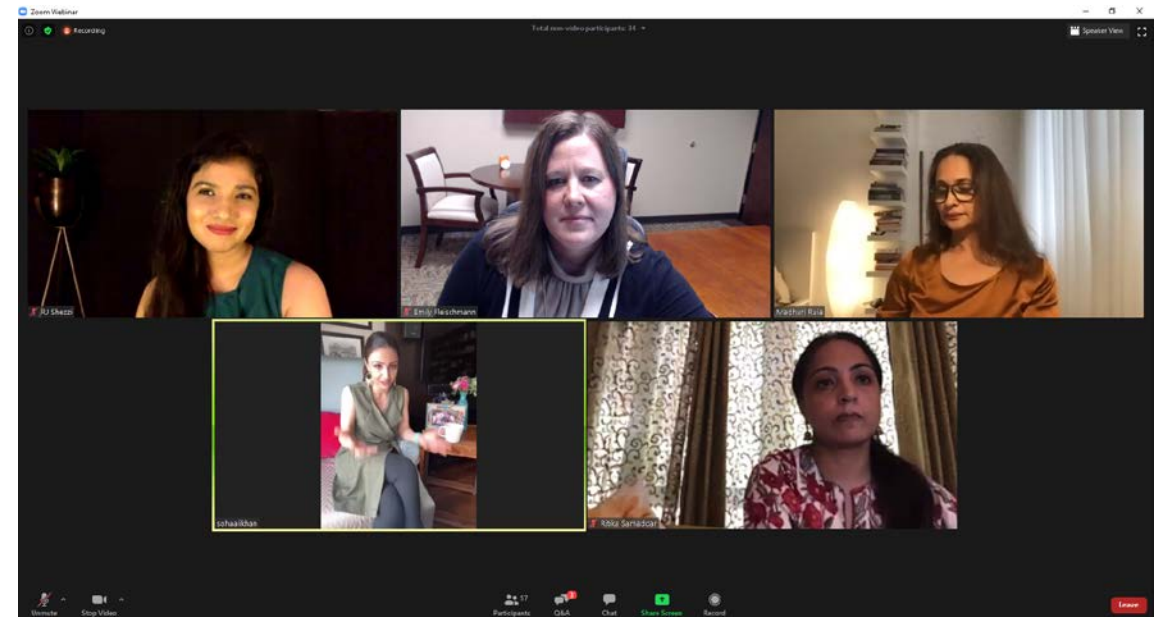 Zoom Webinar
Recording
Total non-video participants: 34
Speaker View
RJ Shezzi
Emily Fleischmann
Madhuri Ruia
sohaalikhan
Ritika Samaddar
Unmute
Stop Video
57
Participants
Q&A
Chat
Share Screen
Record
Leave